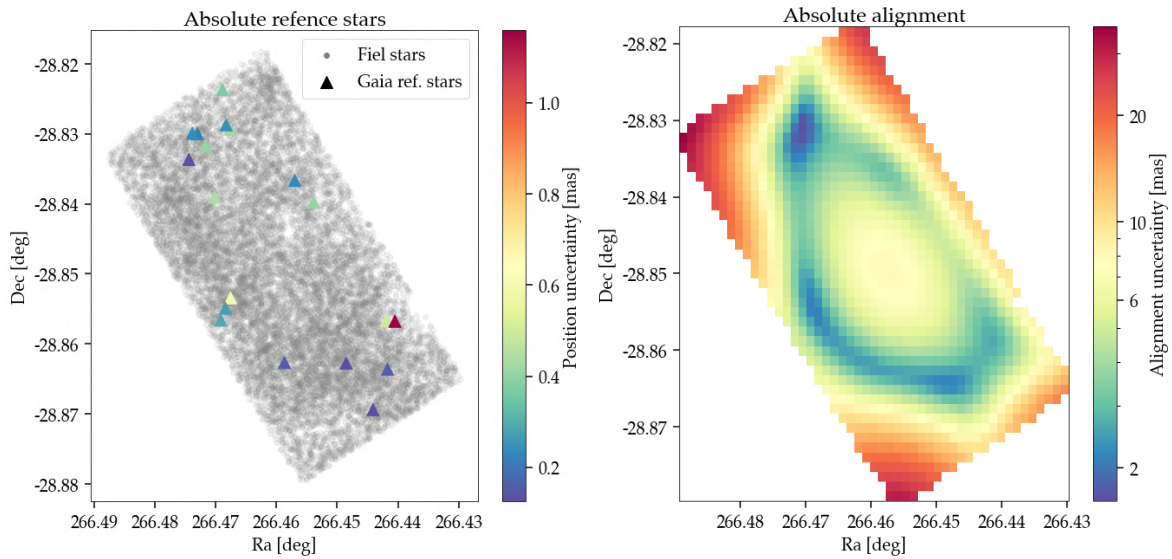 Absolute refence stars
Fiel stars
Gaia ref. stars
-28.82
-28.83
-28.84
-28.85
-28.86
-28.87
-28.88
Dec [deg]
266.49 266.48 266.47 266.46 266.45 266.44 266.43
Ra [deg]
1.0
0.8
0.6
0.4
0.2
Position uncertainty [mas]
Absolute alignment
-28.82
-28.83
-28.84
-28.85
-28.86
-28.87
Dec [deg]
266.48 266.47 266.46 266.45 266.44 266.43
Ra [deg]
20
10
6
2
Alignment uncertainty [mas]